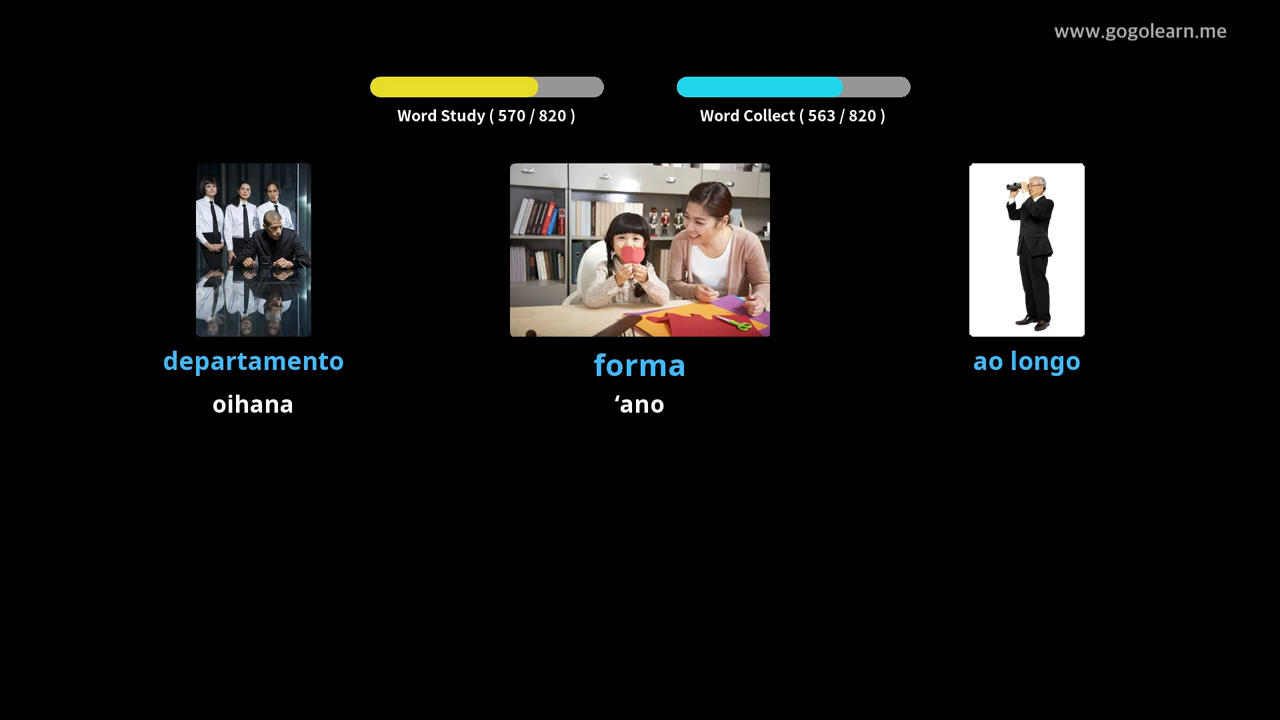 www.gogolearn.me
Word Study ( 570 / 820 )
Word Collect ( 563 / 820 )
departamento
oihana
forma
ʻano
ao longo